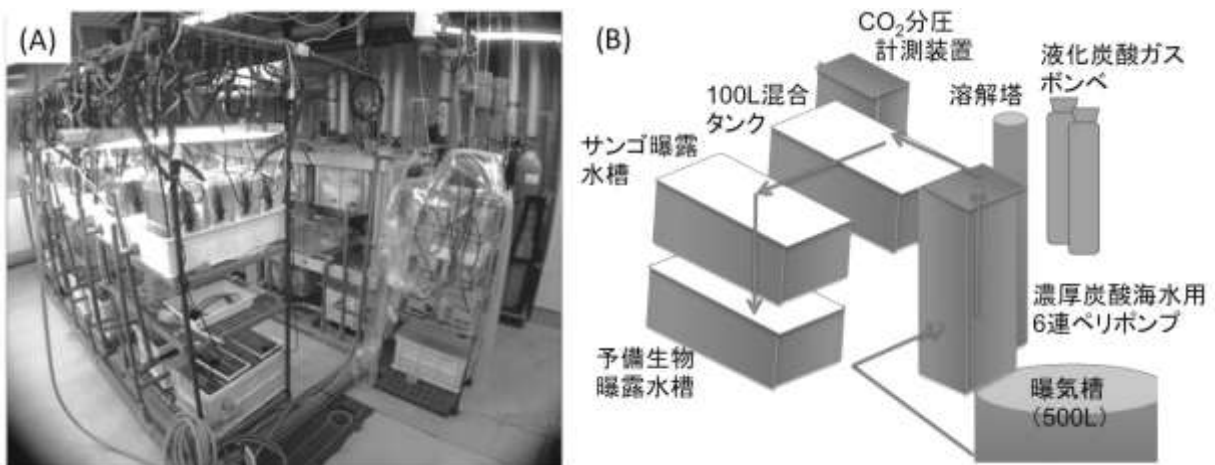 (A)
(B)
CO₂分圧
計測装置
液化炭酸ガス
ボンベ
溶解塔
100L混合
タンク
サンゴ曝露
水槽
濃厚炭酸海水用
6連ペリポンプ
予備生物
曝露水槽
曝気槽
（500L）